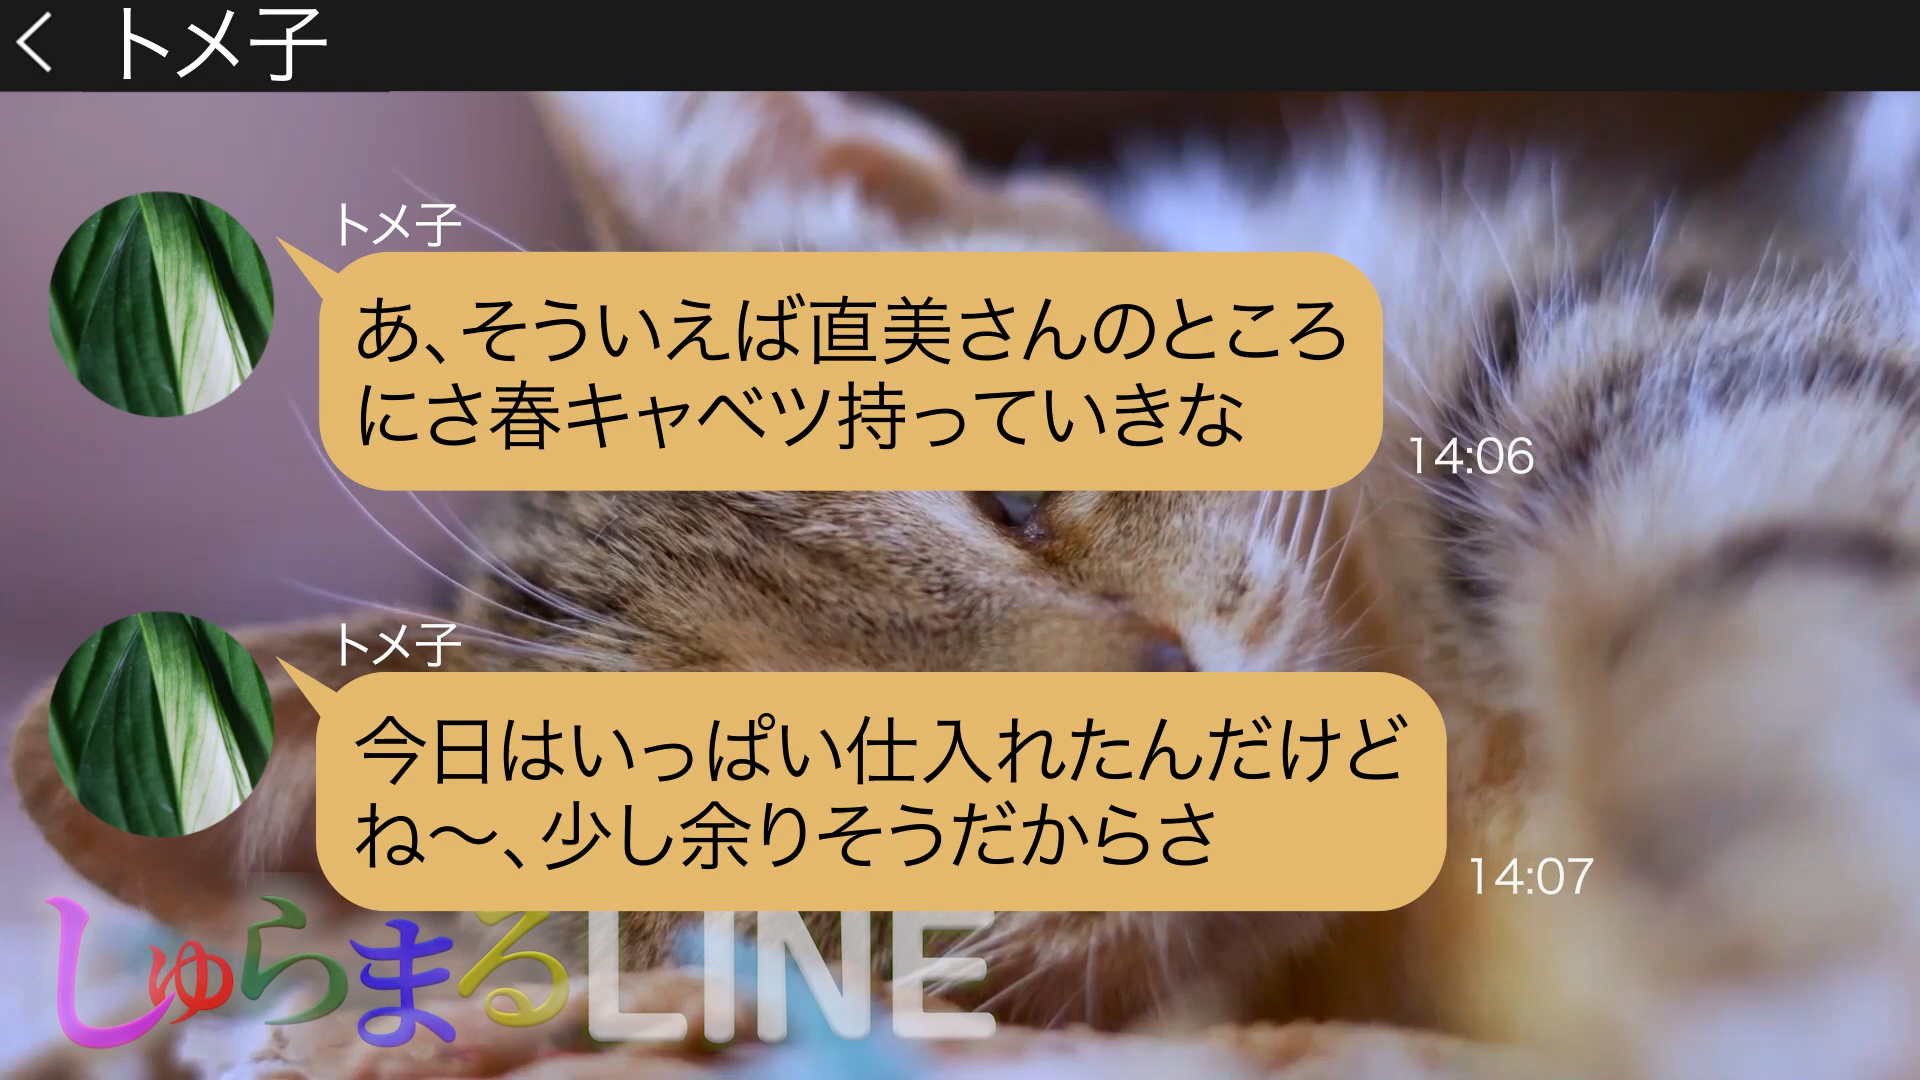 トメ子
トメ子
あ、そういえば直美さんのところ
にさ春キャベツ持っていきな
14:06
トメ子
今日はいっぱい仕入れたんだけど
ね〜、少し余りそうだからさ
14:07
しゅらまるLINE